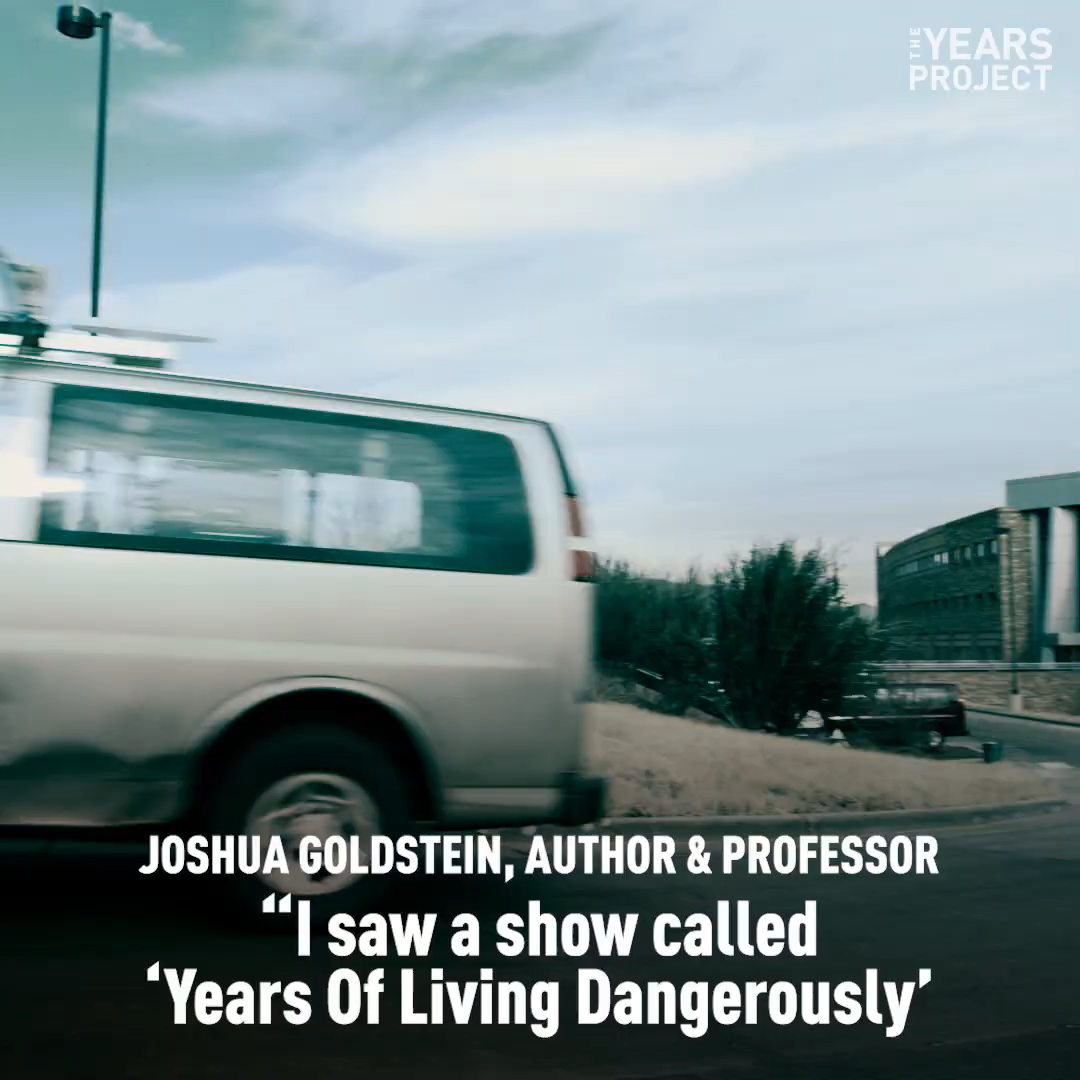 THE YEARS
PROJECT
JOSHUA GOLDSTEIN, AUTHOR & PROFESSOR
“I saw a show called
‘Years Of Living Dangerously’